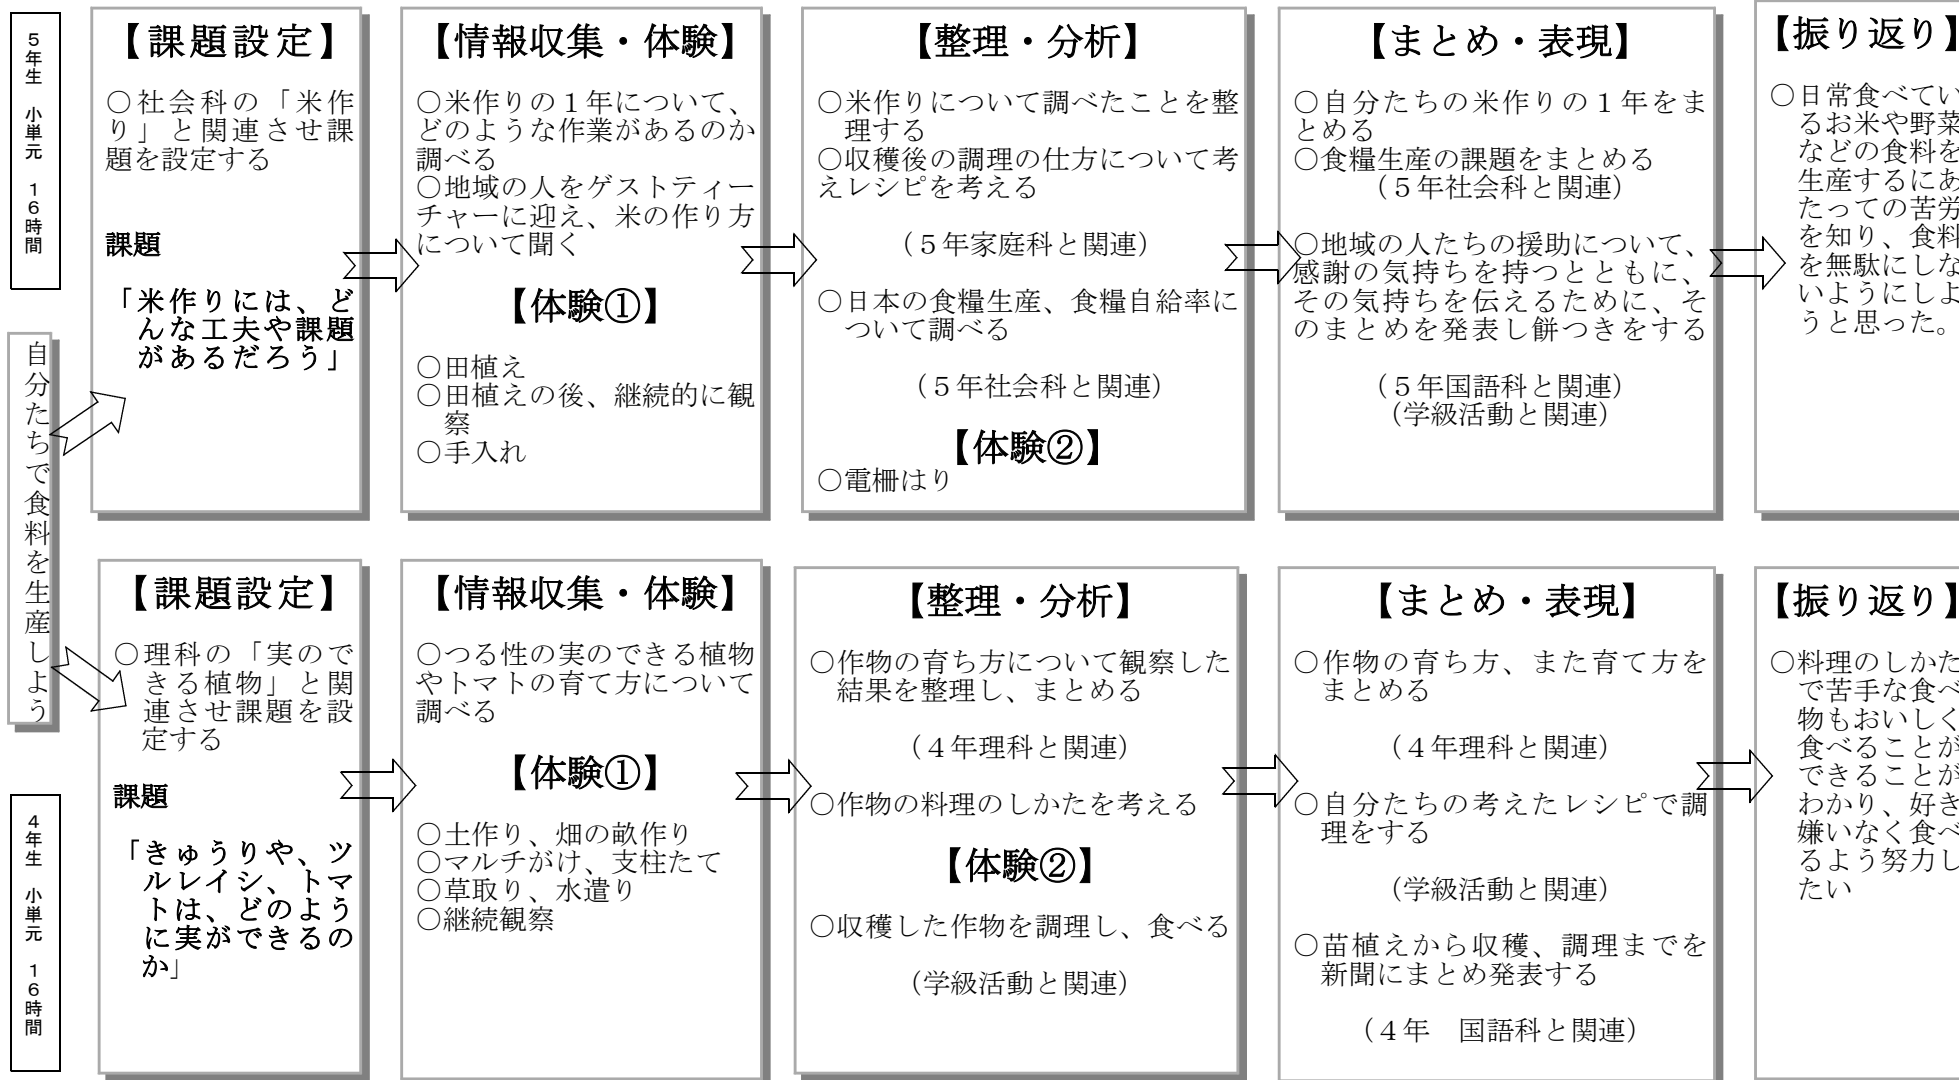 5年生　小単元　16時間
【課題設定】
○社会科の「米作
り」と関連させ課
題を設定する
課題
「米作りには、ど
んな工夫や課題
があるだろう」
【情報収集・体験】
○米作りの１年について、
どのような作業があるのか
調べる
○地域の人をゲストティー
チャーに迎え、米の作り方
について聞く
【体験①】
○田植え
○田植えの後、継続的に観
察
○手入れ
【整理・分析】
○米作りについて調べたことを整
理する
○収穫後の調理の仕方について考
えレシピを考える
（５年家庭科と関連）
○日本の食糧生産、食糧自給率に
ついて調べる
（５年社会科と関連）
【体験②】
○電柵はり
【まとめ・表現】
○自分たちの米作りの１年をま
とめる
○食糧生産の課題をまとめる
（５年社会科と関連）
○地域の人たちの援助について、
感謝の気持ちを持つとともに、
その気持ちを伝えるために、そ
のまとめを発表し餅つきをする
（５年国語科と関連）
（学級活動と関連）
【振り返り】
○日常食べてい
るお米や野菜
などの食料を
生産するにあ
たっての苦労
を知り、食料
を無駄にしな
いようにしよ
うと思った。
自分たちで食料を生産しよう
4年生　小単元　16時間
【課題設定】
○理科の「実ので
きる植物」と関
連させ課題を設
定する
課題
「きゅうりや、ツ
ルレイシ、トマ
トは、どのよう
に実ができるの
か」
【情報収集・体験】
○つる性の実のできる植物
やトマトの育て方について
調べる
【体験①】
○土作り、畑の畝作り
○マルチがけ、支柱たて
○草取り、水遣り
○継続観察
【整理・分析】
○作物の育ち方について観察した
結果を整理し、まとめる
（４年理科と関連）
○作物の料理のしかたを考える
【体験②】
○収穫した作物を調理し、食べる
（学級活動と関連）
【まとめ・表現】
○作物の育ち方、また育て方を
まとめる
（４年理科と関連）
○自分たちの考えたレシピで調
理をする
（学級活動と関連）
○苗植えから収穫、調理までを
新聞にまとめ発表する
（４年　国語科と関連）
【振り返り】
○料理のしかた
で苦手な食べ
物もおいしく
食べることが
できることが
わかり、好き
嫌いなく食べ
るよう努力し
たい